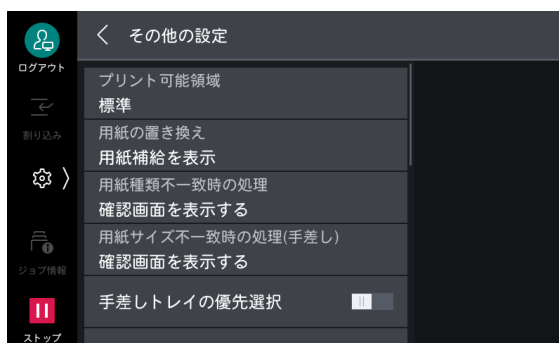 その他の設定
ログアウト
プリント可能領域
標準
割り込み
用紙の置き換え
用紙補給を表示
用紙種類不一致時の処理
確認画面を表示する
用紙サイズ不一致時の処理(手差し)
確認画面を表示する
ジョブ情報
手差しトレイの優先選択
ストップ